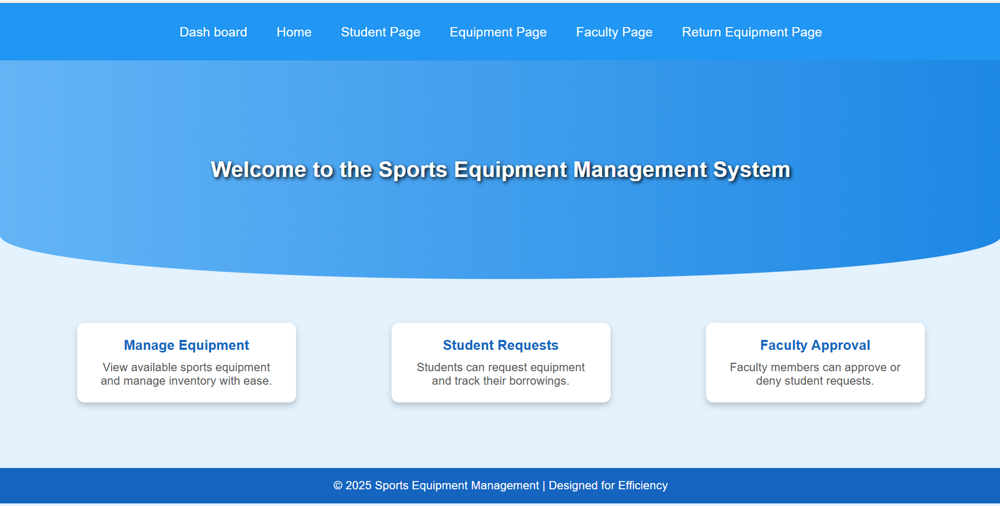 Dash board Home Student Page Equipment Page Faculty Page Return Equipment Page
Welcome to the Sports Equipment Management System
Manage Equipment
View available sports equipment
and manage inventory with ease.
Student Requests
Students can request equipment
and track their borrowings.
Faculty Approval
Faculty members can approve or
deny student requests.
© 2025 Sports Equipment Management | Designed for Efficiency